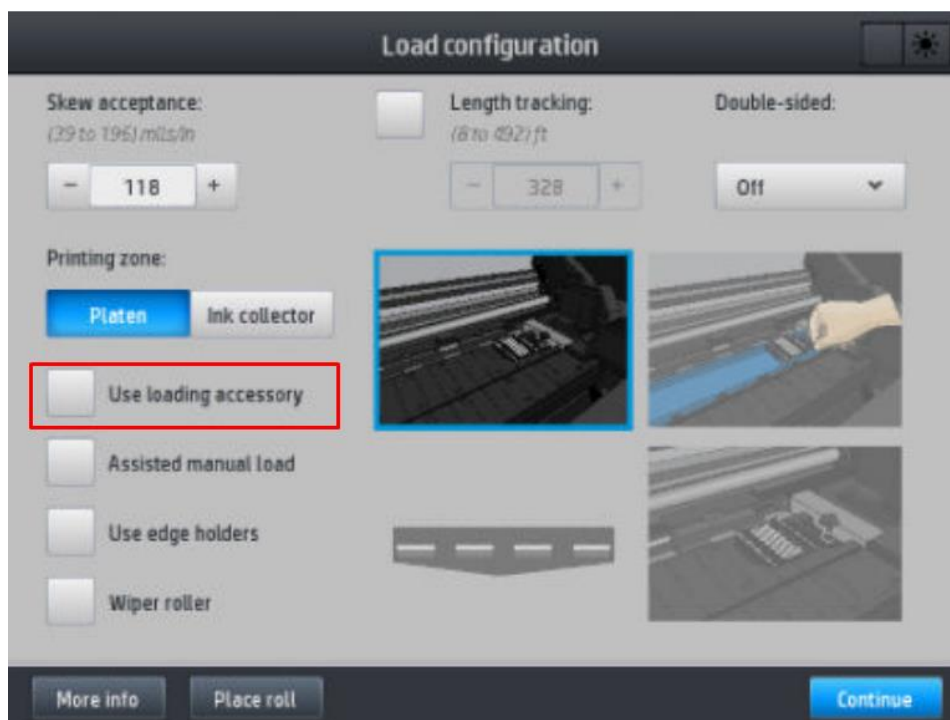 Load configuration
Skew acceptance:
(39 to 196) mils/in
− 118 +
Length tracking:
(8 to 492) ft
− 328 +
Double-sided:
Off
Printing zone:
Platen
Ink collector
Use loading accessory
Assisted manual load
Use edge holders
Wiper roller
More info
Place roll
Continue